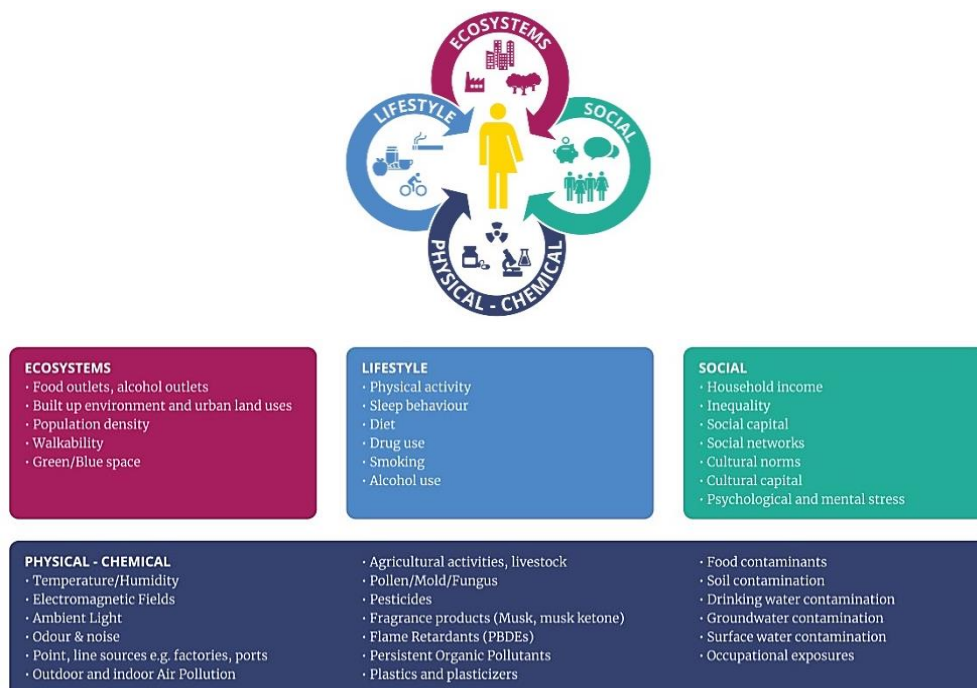 ECOSYSTEMS
LIFESTYLE
SOCIAL
PHYSICAL - CHEMICAL
ECOSYSTEMS
· Food outlets, alcohol outlets
· Built up environment and urban land uses
· Population density
· Walkability
· Green/Blue space
LIFESTYLE
· Physical activity
· Sleep behaviour
· Diet
· Drug use
· Smoking
· Alcohol use
SOCIAL
· Household income
· Inequality
· Social capital
· Social networks
· Cultural norms
· Cultural capital
· Psychological and mental stress
PHYSICAL - CHEMICAL
· Temperature/Humidity
· Electromagnetic Fields
· Ambient Light
· Odour & noise
· Point, line sources e.g. factories, ports
· Outdoor and indoor Air Pollution
· Agricultural activities, livestock
· Pollen/Mold/Fungus
· Pesticides
· Fragrance products (Musk, musk ketone)
· Flame Retardants (PBDEs)
· Persistent Organic Pollutants
· Plastics and plasticizers
· Food contaminants
· Soil contamination
· Drinking water contamination
· Groundwater contamination
· Surface water contamination
· Occupational exposures